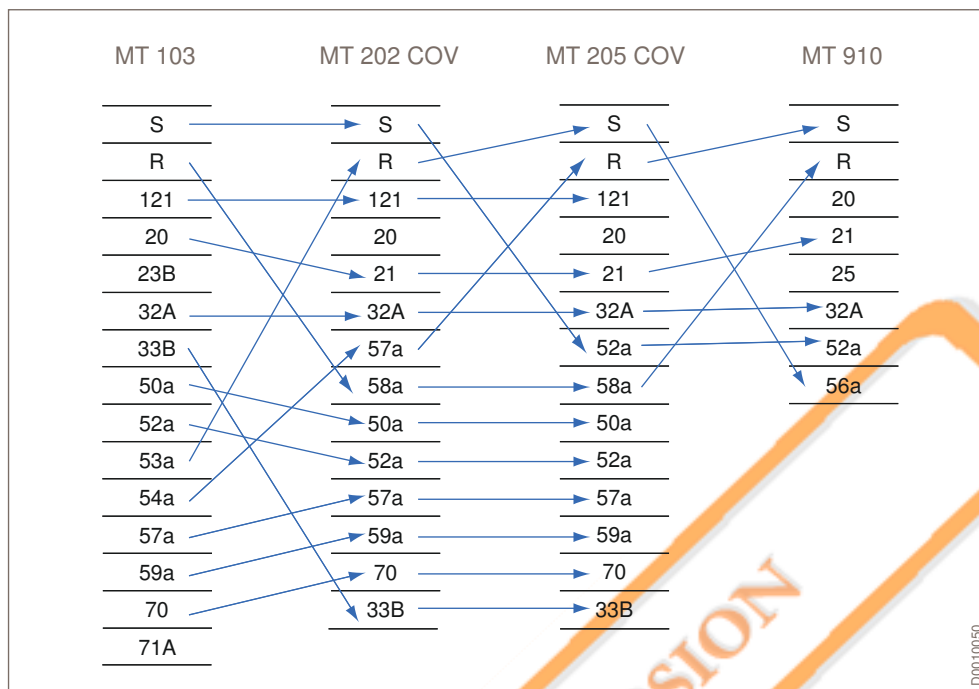 MT 103 MT 202 COV MT 205 COV MT 910
S S S S
R R R R
121 121 121 20
20 20 20 21
23B 21 21 25
32A 32A 32A 32A
33B 57a 52a 52a
50a 58a 58a 56a
52a 50a 50a
53a 52a 52a
54a 57a 57a
57a 59a 59a
59a 70 70
70 33B 33B
71A
D0010050